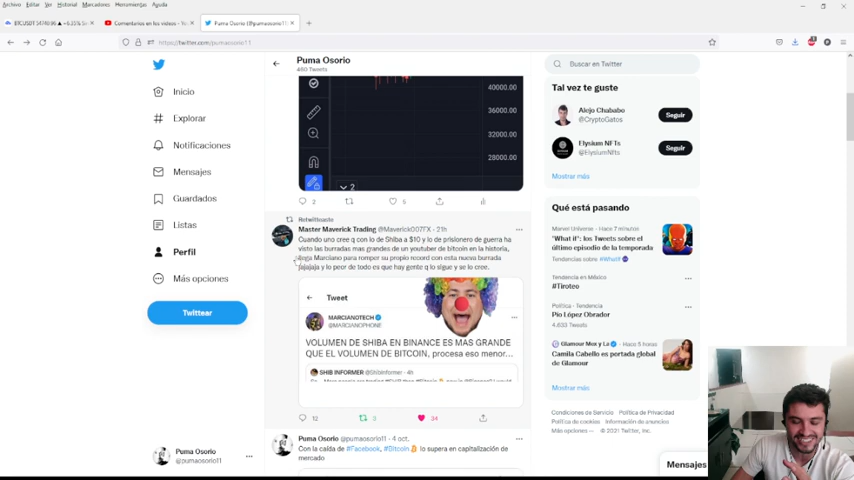 Archivo Editar Ver Historial Marcadores Herramientas Ayuda
Comentarios en los videos - Yo
Puma Osorio (@pumaosorio11)
https://twitter.com/pumaosorio11
Puma Osorio
480 Tweets
Buscar en Twitter
Inicio
Explorar
Notificaciones
Mensajes
Guardados
Listas
Perfil
Más opciones
Twittear
Puma Osorio
@pumaosorio11
40000.00
36000.00
32000.00
28000.00
2
2
5
Retwitteaste
Master Maverick Trading @Maverick007FX · 21h
Cuando uno cree q con lo de Shiba a $10 y lo de prisionero de guerra ha
visto las burradas mas grandes de un youtuber de bitcoin en la historia,
llega Marciano para romper su propio record con esta nueva burrada
jajajaja y lo peor de todo es que hay gente q lo sigue y se lo cree.
Tweet
MARCIANOTECH
@MARCIANOPHONE
VOLUMEN DE SHIBA EN BINANCE ES MAS GRANDE
QUE EL VOLUMEN DE BITCOIN, procesa eso menor...
SHIB INFORMER @ShibInformer · 4h
12
3
34
Puma Osorio @pumaosorio11 · 4 oct.
Con la caída de #Facebook, #Bitcoin lo supera en capitalización de
mercado
Tal vez te guste
Alejo Chababo
@CryptoGatos
Seguir
Elysium NFTs
@ElysiumNfts
Seguir
Mostrar más
Qué está pasando
Marvel Universe · Hace 7 minutos
"What if": los Tweets sobre el
último episodio de la temporada
Tendencias sobre #WhatIf
Tendencia en México
#Tiroteo
Política · Tendencia
Pio López Obrador
4,633 Tweets
Glamour Mex y La · Hace 5 horas
Camila Cabello es portada global
de Glamour
Mostrar más
Condiciones de Servicio Política de Privacidad
Política de cookies Información de anuncios
Más opciones © 2021 Twitter, Inc.
Mensajes